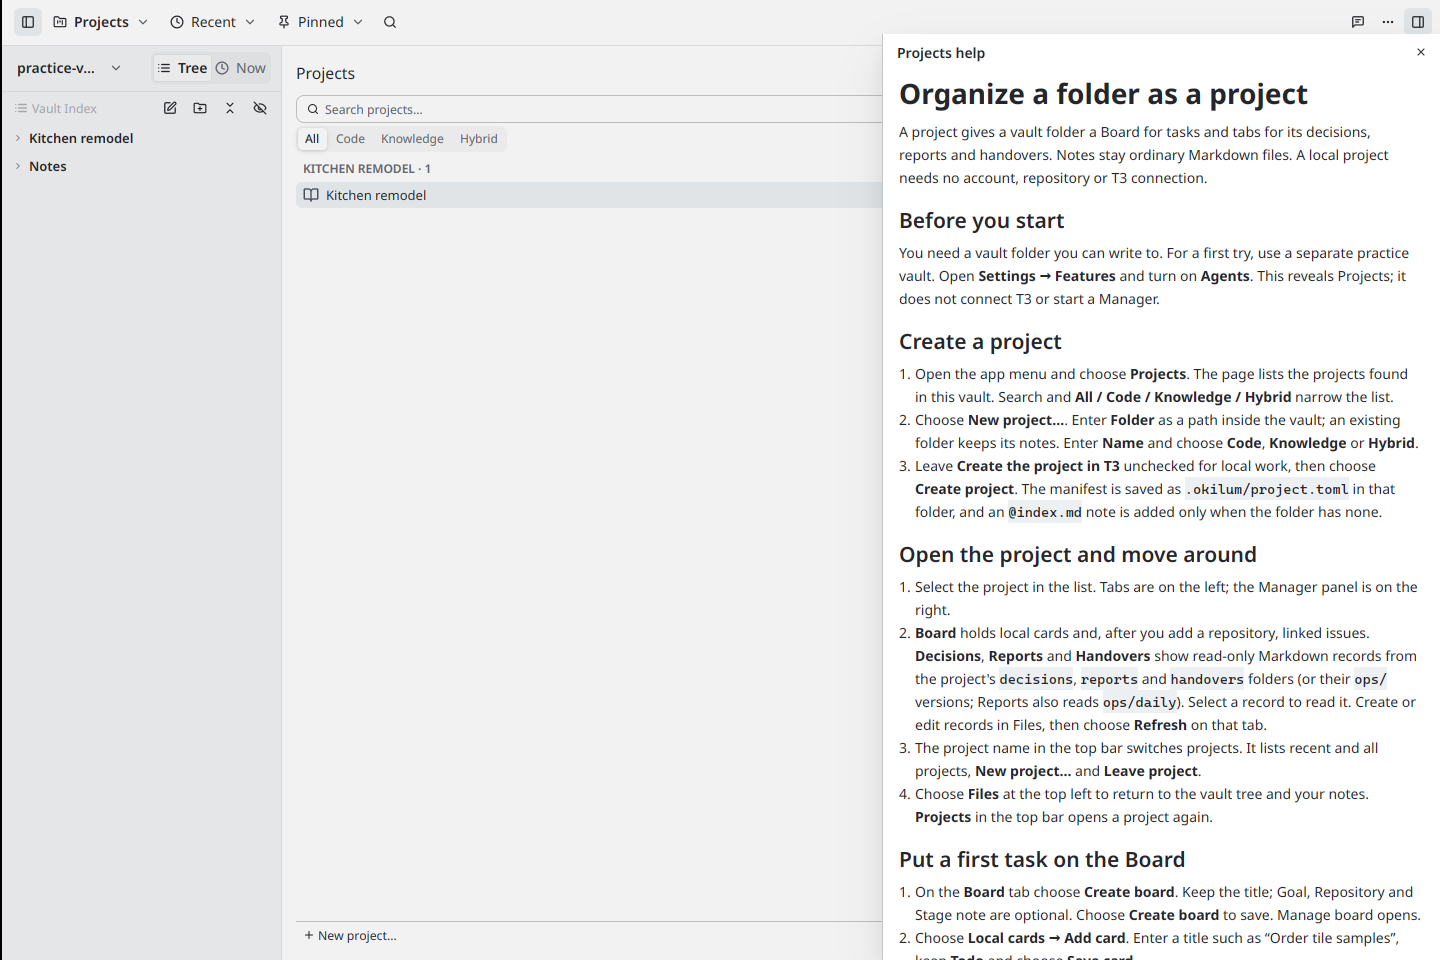 Projects
Recent
Pinned
practice-v...
Tree
Now
Vault Index
Kitchen remodel
Notes
Projects
Search projects...
All
Code
Knowledge
Hybrid
KITCHEN REMODEL · 1
Kitchen remodel
+ New project...
Projects help
Organize a folder as a project
A project gives a vault folder a Board for tasks and tabs for its decisions,
reports and handovers. Notes stay ordinary Markdown files. A local project
needs no account, repository or T3 connection.
Before you start
You need a vault folder you can write to. For a first try, use a separate practice
vault. Open Settings → Features and turn on Agents. This reveals Projects; it
does not connect T3 or start a Manager.
Create a project
1. Open the app menu and choose Projects. The page lists the projects found
in this vault. Search and All / Code / Knowledge / Hybrid narrow the list.
2. Choose New project.... Enter Folder as a path inside the vault; an existing
folder keeps its notes. Enter Name and choose Code, Knowledge or Hybrid.
3. Leave Create the project in T3 unchecked for local work, then choose
Create project. The manifest is saved as .okilum/project.toml in that
folder, and an @index.md note is added only when the folder has none.
Open the project and move around
1. Select the project in the list. Tabs are on the left; the Manager panel is on the
right.
2. Board holds local cards and, after you add a repository, linked issues.
Decisions, Reports and Handovers show read-only Markdown records from
the project's decisions, reports and handovers folders (or their ops/
versions; Reports also reads ops/daily). Select a record to read it. Create or
edit records in Files, then choose Refresh on that tab.
3. The project name in the top bar switches projects. It lists recent and all
projects, New project... and Leave project.
4. Choose Files at the top left to return to the vault tree and your notes.
Projects in the top bar opens a project again.
Put a first task on the Board
1. On the Board tab choose Create board. Keep the title; Goal, Repository and
Stage note are optional. Choose Create board to save. Manage board opens.
2. Choose Local cards → Add card. Enter a title such as “Order tile samples”,
keep Todo and choose Save card.